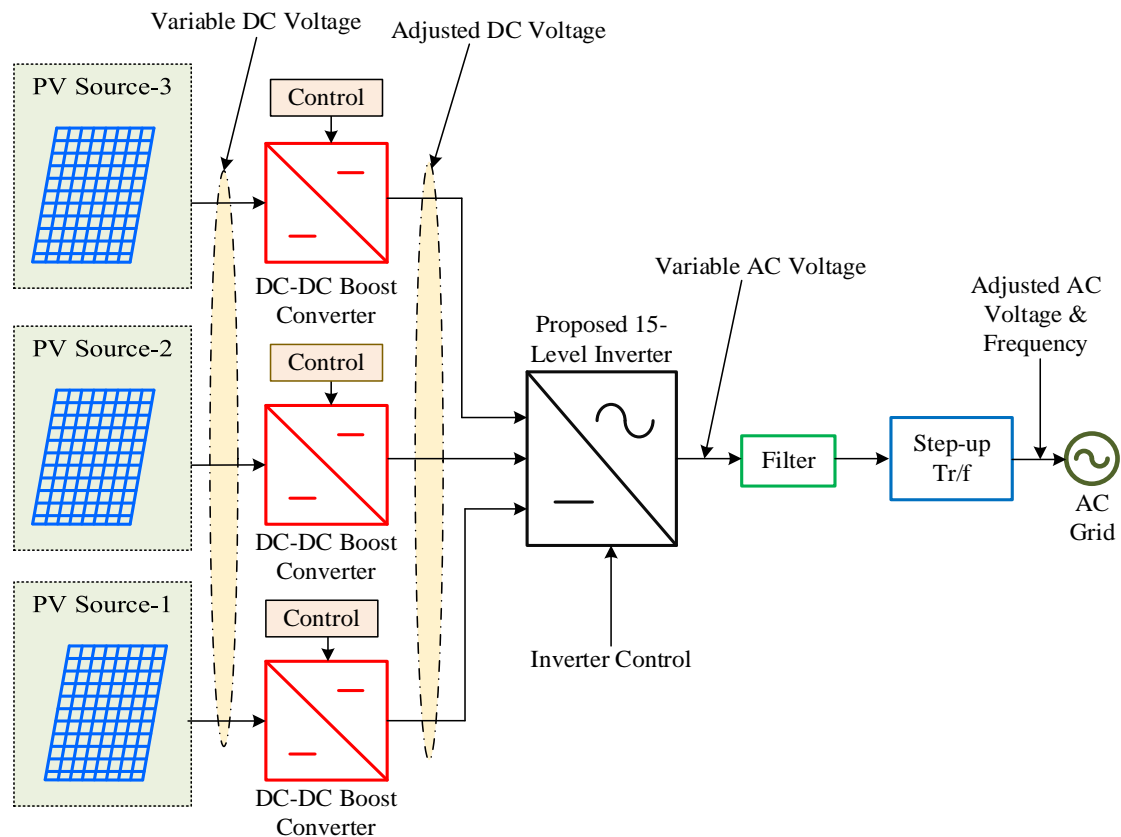 Variable DC Voltage
Adjusted DC Voltage
PV Source-3
Control
DC-DC Boost
Converter
PV Source-2
Control
DC-DC Boost
Converter
PV Source-1
Control
DC-DC Boost
Converter
Proposed 15-
Level Inverter
Inverter Control
Variable AC Voltage
Filter
Step-up
Tr/f
Adjusted AC
Voltage &
Frequency
AC
Grid